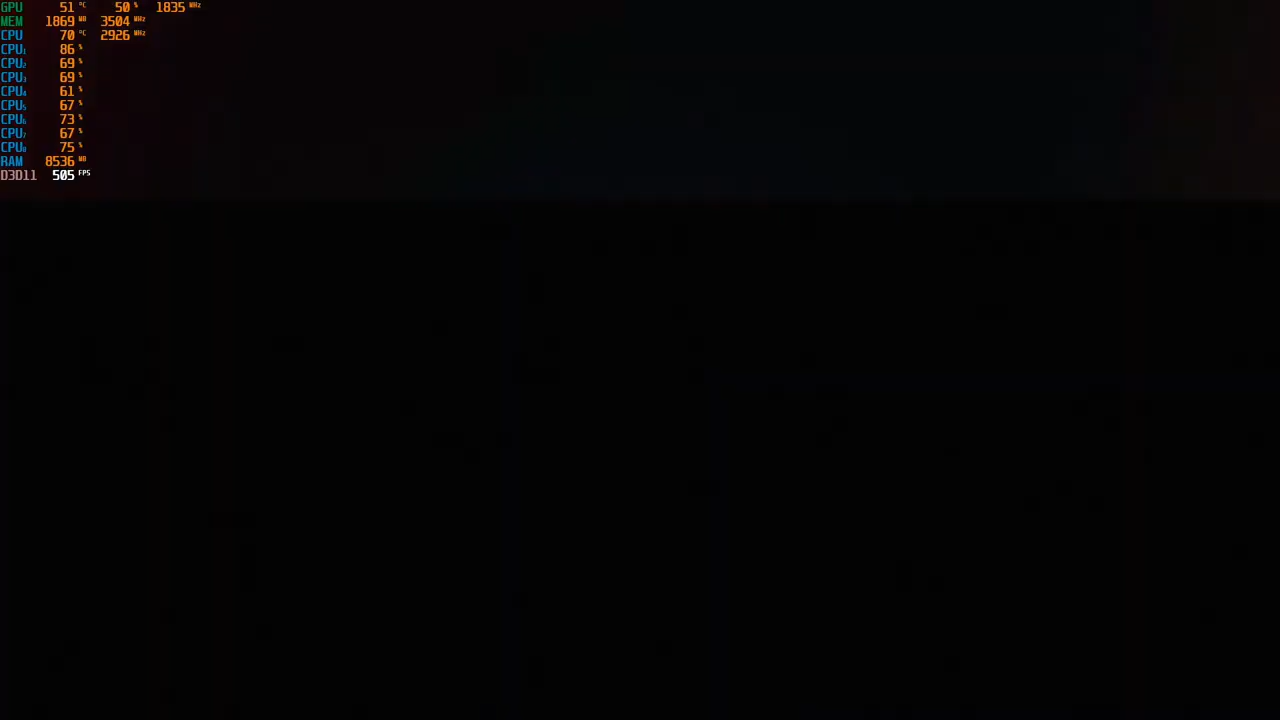 GPU 51 °C 50 % 1835 MHz
MEM 1869 MB 3504 MHz
CPU 70 °C 2926 MHz
CPU1 86 %
CPU2 69 %
CPU3 69 %
CPU4 61 %
CPU5 67 %
CPU6 73 %
CPU7 67 %
CPU8 75 %
RAM 8536 MB
D3D11 505 FPS